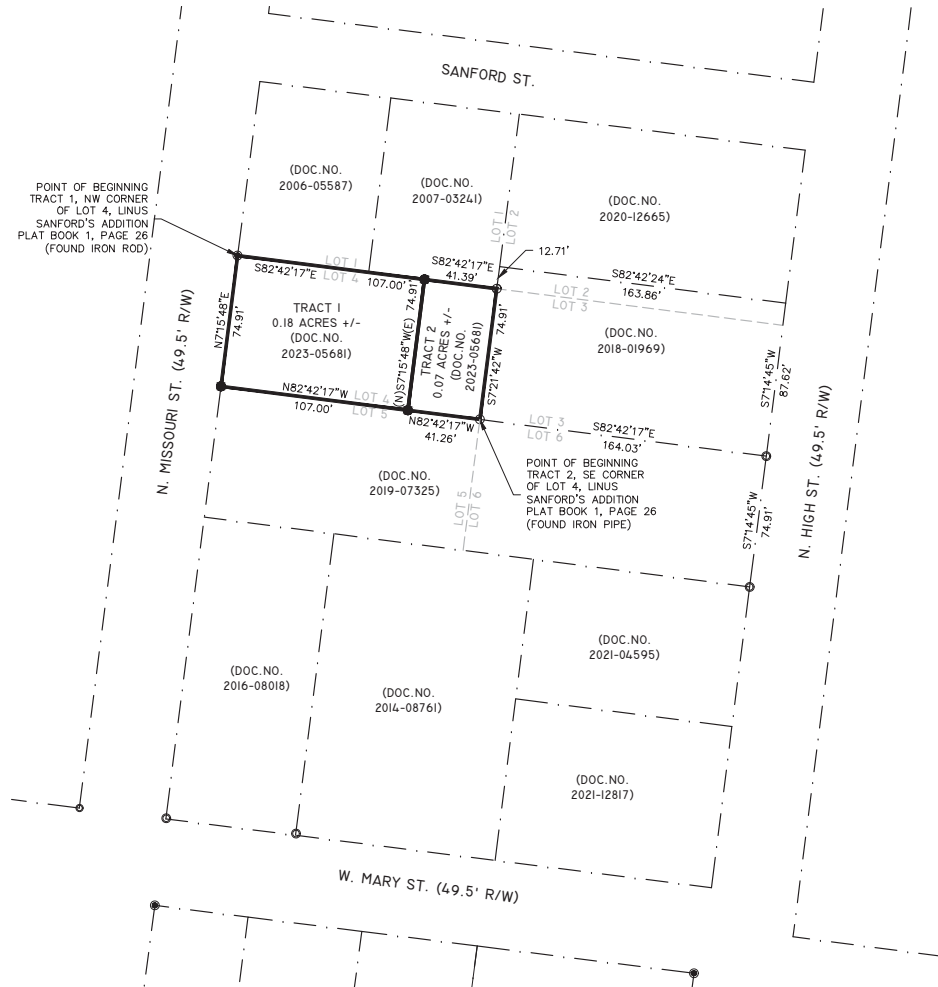 SANFORD ST.
(DOC.NO.
2006-05587)
(DOC.NO.
2007-03241)
(DOC.NO.
2020-12665)
POINT OF BEGINNING
TRACT 1, NW CORNER
OF LOT 4, LINUS
SANFORD'S ADDITION
PLAT BOOK 1, PAGE 26
(FOUND IRON ROD)
LOT 1
LOT 2
12.71'
LOT 1
LOT 4
S82°42'17"E
107.00'
S82°42'17"E
41.39'
S82°42'24"E
163.86'
LOT 2
LOT 3
N7°15'48"E
74.91'
TRACT 1
0.18 ACRES +/-
(DOC.NO.
2023-05681)
(N)S7°15'48"W(E)
74.91'
TRACT 2
0.07 ACRES +/-
(DOC.NO.
2023-05681)
S7°21'42"W
74.91'
(DOC.NO.
2018-01969)
S7°14'45"W
87.62'
N. MISSOURI ST. (49.5' R/W)
N. HIGH ST. (49.5' R/W)
N82°42'17"W
107.00'
LOT 4
LOT 5
N82°42'17"W
41.26'
LOT 3
LOT 6
S82°42'17"E
164.03'
POINT OF BEGINNING
TRACT 2, SE CORNER
OF LOT 4, LINUS
SANFORD'S ADDITION
PLAT BOOK 1, PAGE 26
(FOUND IRON PIPE)
(DOC.NO.
2019-07325)
LOT 5
LOT 6
S7°14'45"W
74.91'
(DOC.NO.
2016-08018)
(DOC.NO.
2014-08761)
(DOC.NO.
2021-04595)
(DOC.NO.
2021-12817)
W. MARY ST. (49.5' R/W)